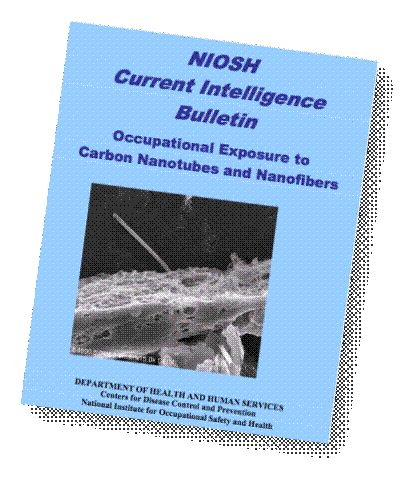 NIOSH
Current Intelligence
Bulletin
Occupational Exposure to
Carbon Nanotubes and Nanofibers
DEPARTMENT OF HEALTH AND HUMAN SERVICES
Centers for Disease Control and Prevention
National Institute for Occupational Safety and Health